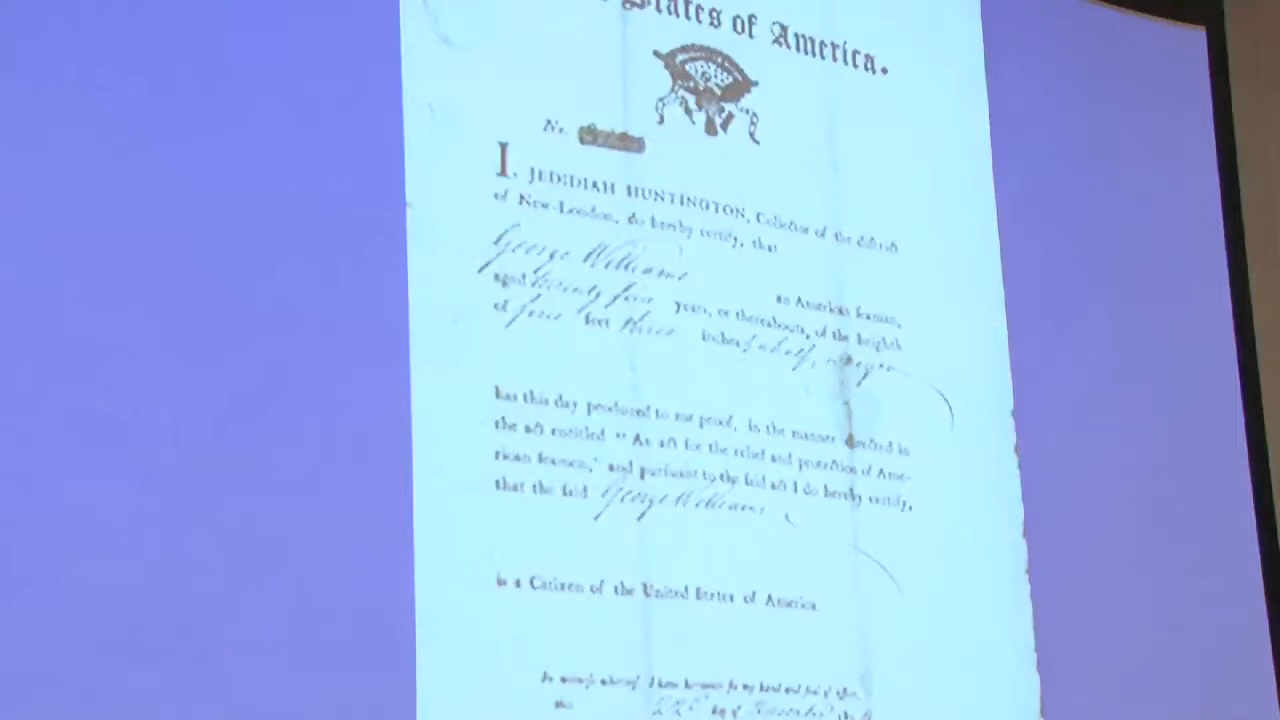 States of America.
No.
I, JEDIDIAH HUNTINGTON, Collector of the diſtrict
of New-London, do hereby certify, that
George Williams an American ſeaman,
aged twenty five years, or thereabouts, of the heighth
of five feet three inches & a half, a Negro
has this day produced to me proof, in the manner directed in
the act entitled "An act for the relief and protection of Ame-
rican ſeamen," and purſuant to the ſaid act I do hereby certify,
that the ſaid George Williams
is a Citizen of the United States of America.
In witneſs whereof, I have hereunto ſet my hand and ſeal of office,
this 22d day of